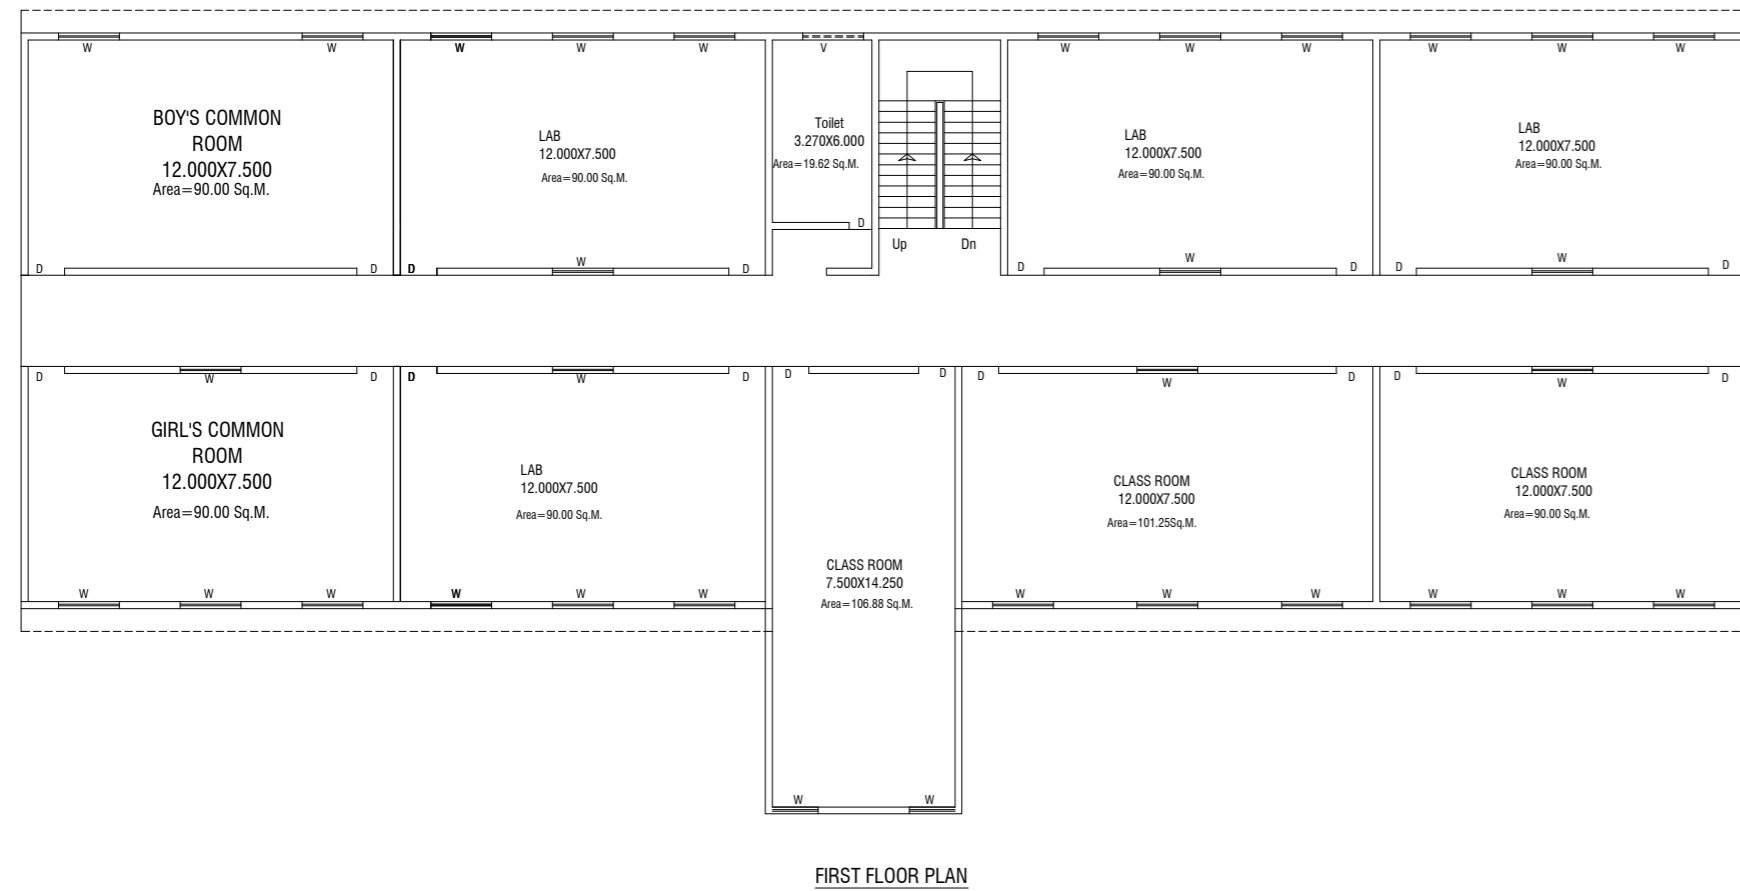 W W W W W V W W W W W W
BOY'S COMMON
ROOM
12.000X7.500
Area=90.00 Sq.M.
LAB
12.000X7.500
Area=90.00 Sq.M.
Toilet
3.270X6.000
Area=19.62 Sq.M.
D
Up Dn
LAB
12.000X7.500
Area=90.00 Sq.M.
LAB
12.000X7.500
Area=90.00 Sq.M.
D D D W D D W D D W D
D W D D W D D D D W D D W D
GIRL'S COMMON
ROOM
12.000X7.500
Area=90.00 Sq.M.
LAB
12.000X7.500
Area=90.00 Sq.M.
CLASS ROOM
7.500X14.250
Area=106.88 Sq.M.
CLASS ROOM
12.000X7.500
Area=101.25Sq.M.
CLASS ROOM
12.000X7.500
Area=90.00 Sq.M.
W W W W W W W W W W W W
W W
FIRST FLOOR PLAN